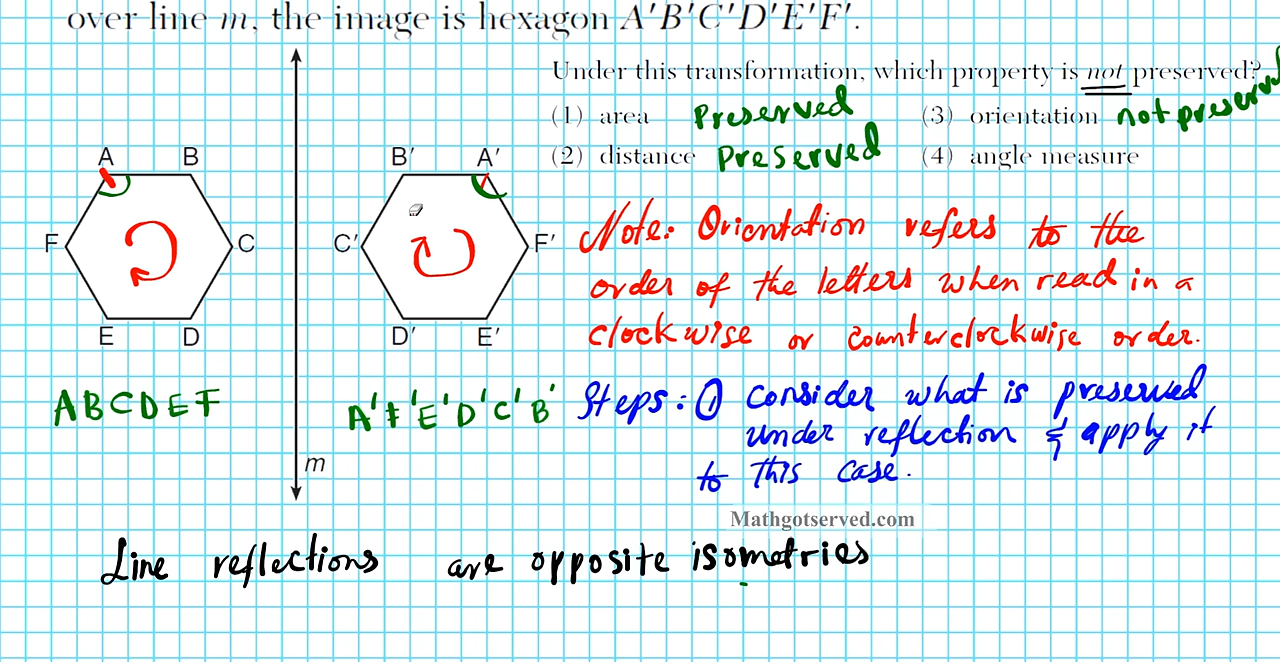 over line m, the image is hexagon A′B′C′D′E′F′.
Under this transformation, which property is not preserved?
(1) area Preserved
(3) orientation not preserved
(2) distance Preserved
(4) angle measure
A B B′ A′
F C C′ F′
E D D′ E′
Note: Orientation refers to the
order of the letters when read in a
clockwise or counterclockwise order.
A B C D E F
A' F' E' D' C' B'
Steps: ① Consider what is preserved
under reflection & apply it
to this case.
m
Mathgotserved.com
Line reflections are opposite isometries